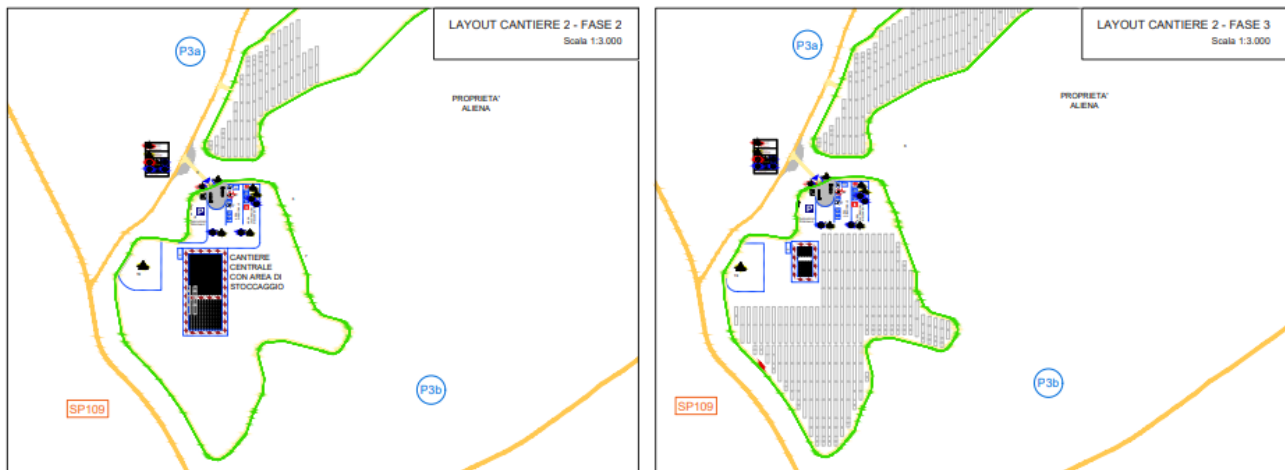 LAYOUT CANTIERE 2 - FASE 2
Scala 1:3.000
P3a
PROPRIETA'
ALIENA
CANTIERE
CENTRALE
CON AREA DI
STOCCAGGIO
P3b
SP109
LAYOUT CANTIERE 2 - FASE 3
Scala 1:3.000
P3a
PROPRIETA'
ALIENA
P3b
SP109